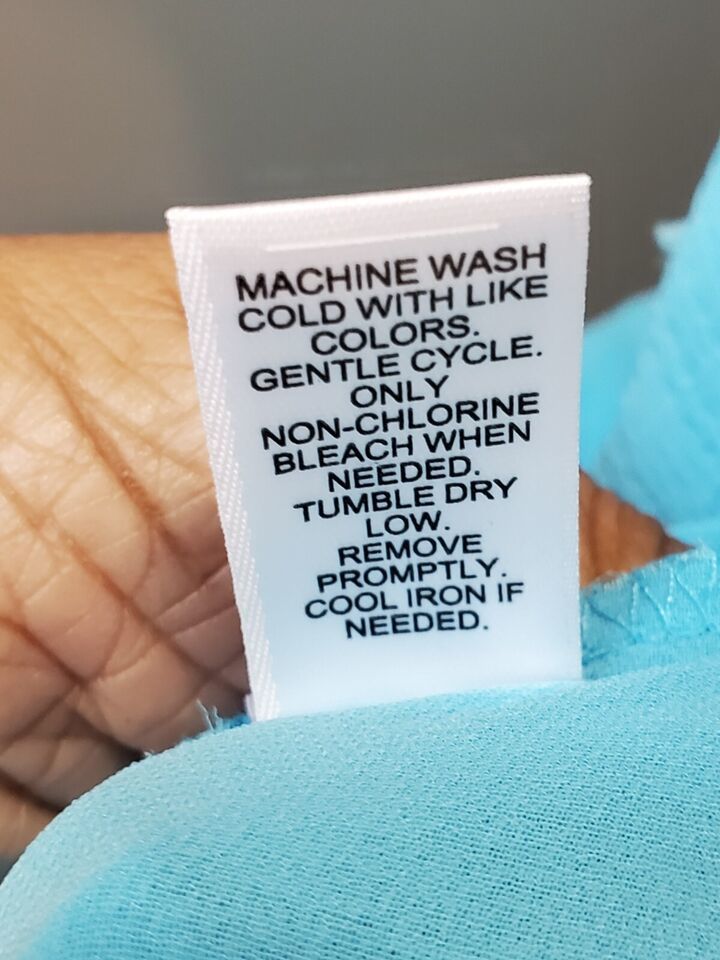 MACHINE WASH
COLD WITH LIKE
COLORS.
GENTLE CYCLE.
ONLY
NON-CHLORINE
BLEACH WHEN
NEEDED.
TUMBLE DRY
LOW.
REMOVE
PROMPTLY.
COOL IRON IF
NEEDED.